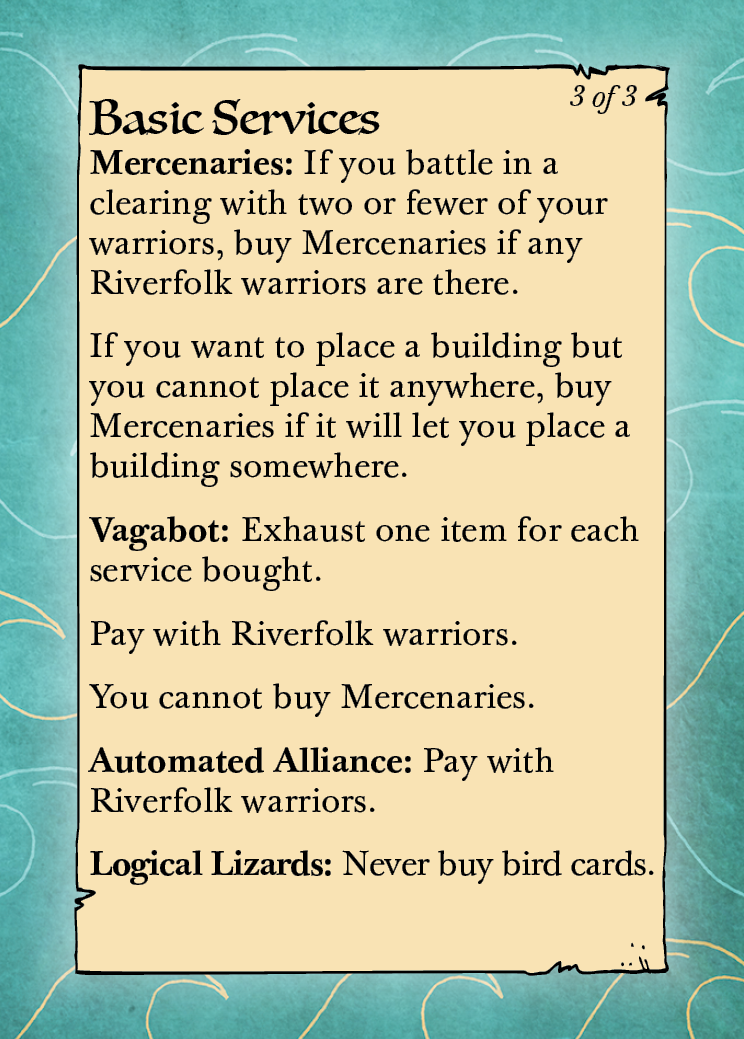 3 of 3
Basic Services
Mercenaries: If you battle in a
clearing with two or fewer of your
warriors, buy Mercenaries if any
Riverfolk warriors are there.
If you want to place a building but
you cannot place it anywhere, buy
Mercenaries if it will let you place a
building somewhere.
Vagabot: Exhaust one item for each
service bought.
Pay with Riverfolk warriors.
You cannot buy Mercenaries.
Automated Alliance: Pay with
Riverfolk warriors.
Logical Lizards: Never buy bird cards.